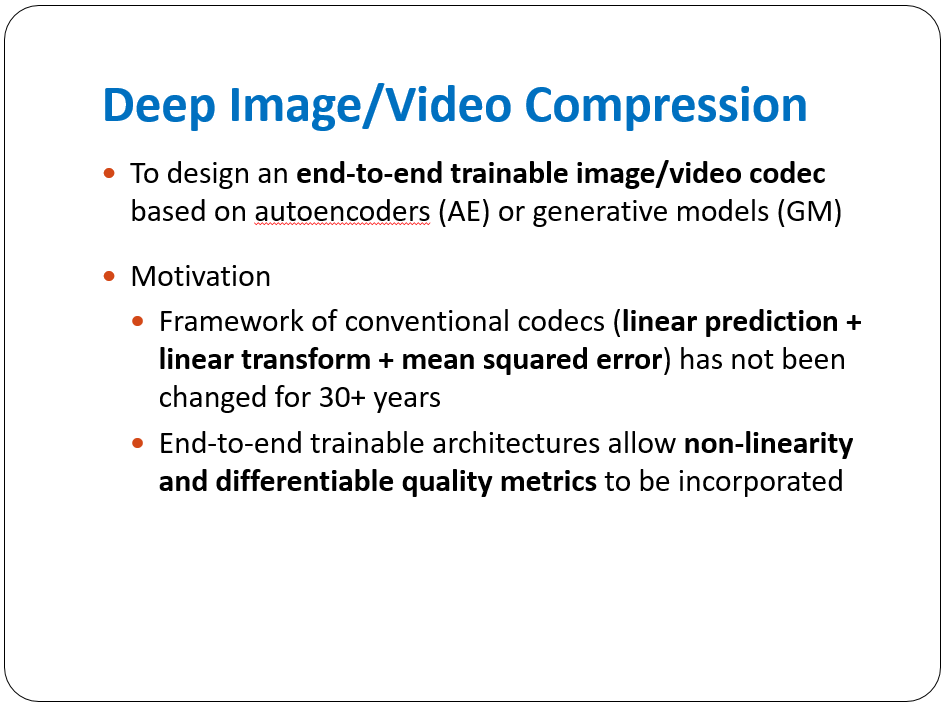 Deep Image/Video Compression
• To design an end-to-end trainable image/video codec
based on autoencoders (AE) or generative models (GM)
• Motivation
• Framework of conventional codecs (linear prediction +
linear transform + mean squared error) has not been
changed for 30+ years
• End-to-end trainable architectures allow non-linearity
and differentiable quality metrics to be incorporated